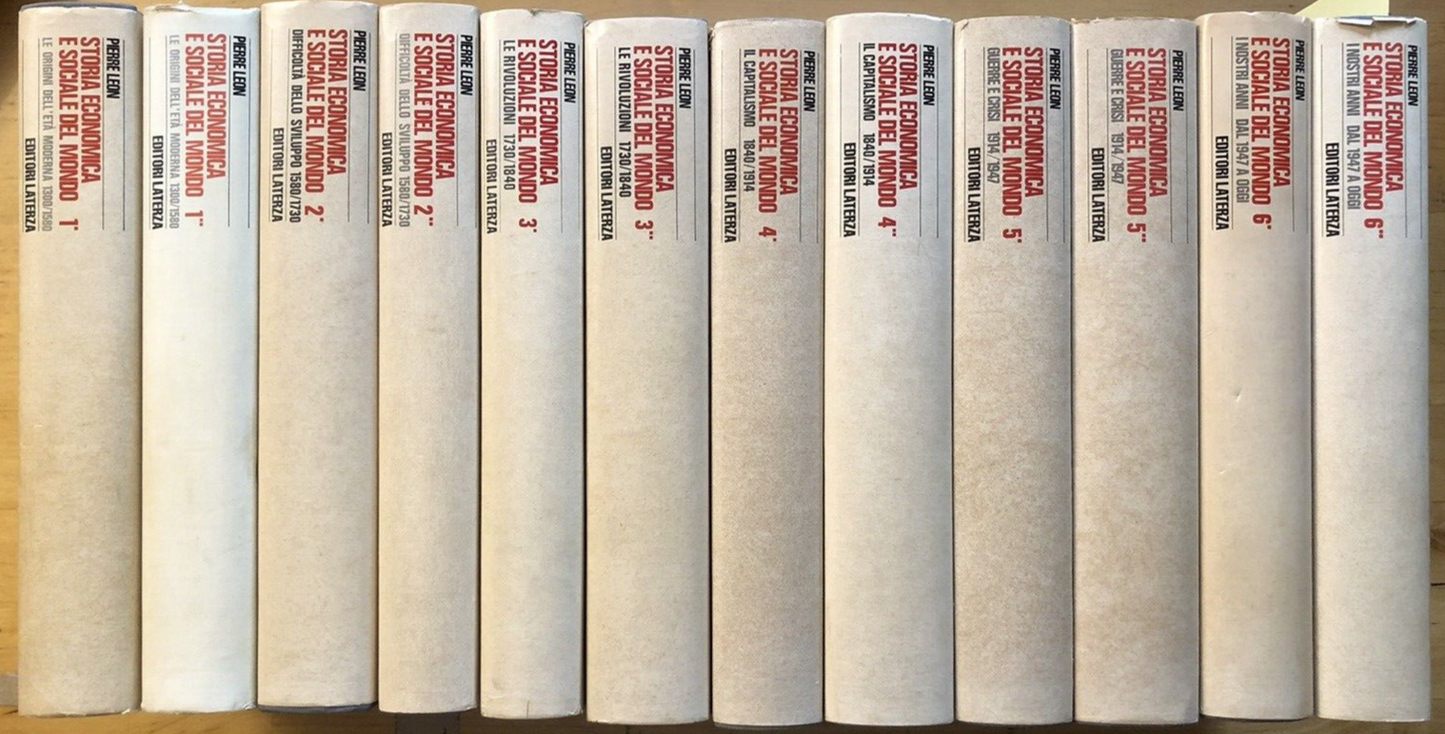 PIERRE LEON
STORIA ECONOMICA
E SOCIALE DEL MONDO 1*
LE ORIGINI DELL'ETÀ MODERNA 1300/1580
EDITORI LATERZA
PIERRE LEON
STORIA ECONOMICA
E SOCIALE DEL MONDO 1**
LE ORIGINI DELL'ETÀ MODERNA 1300/1580
EDITORI LATERZA
PIERRE LEON
STORIA ECONOMICA
E SOCIALE DEL MONDO 2*
DIFFICOLTÀ DELLO SVILUPPO 1580/1730
EDITORI LATERZA
PIERRE LEON
STORIA ECONOMICA
E SOCIALE DEL MONDO 2**
DIFFICOLTÀ DELLO SVILUPPO 1580/1730
EDITORI LATERZA
PIERRE LEON
STORIA ECONOMICA
E SOCIALE DEL MONDO 3*
LE RIVOLUZIONI 1730/1840
EDITORI LATERZA
PIERRE LEON
STORIA ECONOMICA
E SOCIALE DEL MONDO 3**
LE RIVOLUZIONI 1730/1840
EDITORI LATERZA
PIERRE LEON
STORIA ECONOMICA
E SOCIALE DEL MONDO 4*
IL CAPITALISMO 1840/1914
EDITORI LATERZA
PIERRE LEON
STORIA ECONOMICA
E SOCIALE DEL MONDO 4**
IL CAPITALISMO 1840/1914
EDITORI LATERZA
PIERRE LEON
STORIA ECONOMICA
E SOCIALE DEL MONDO 5*
GUERRE E CRISI 1914/1947
EDITORI LATERZA
PIERRE LEON
STORIA ECONOMICA
E SOCIALE DEL MONDO 5**
GUERRE E CRISI 1914/1947
EDITORI LATERZA
PIERRE LEON
STORIA ECONOMICA
E SOCIALE DEL MONDO 6*
I NOSTRI ANNI DAL 1947 A OGGI
EDITORI LATERZA
PIERRE LEON
STORIA ECONOMICA
E SOCIALE DEL MONDO 6**
I NOSTRI ANNI DAL 1947 A OGGI
EDITORI LATERZA